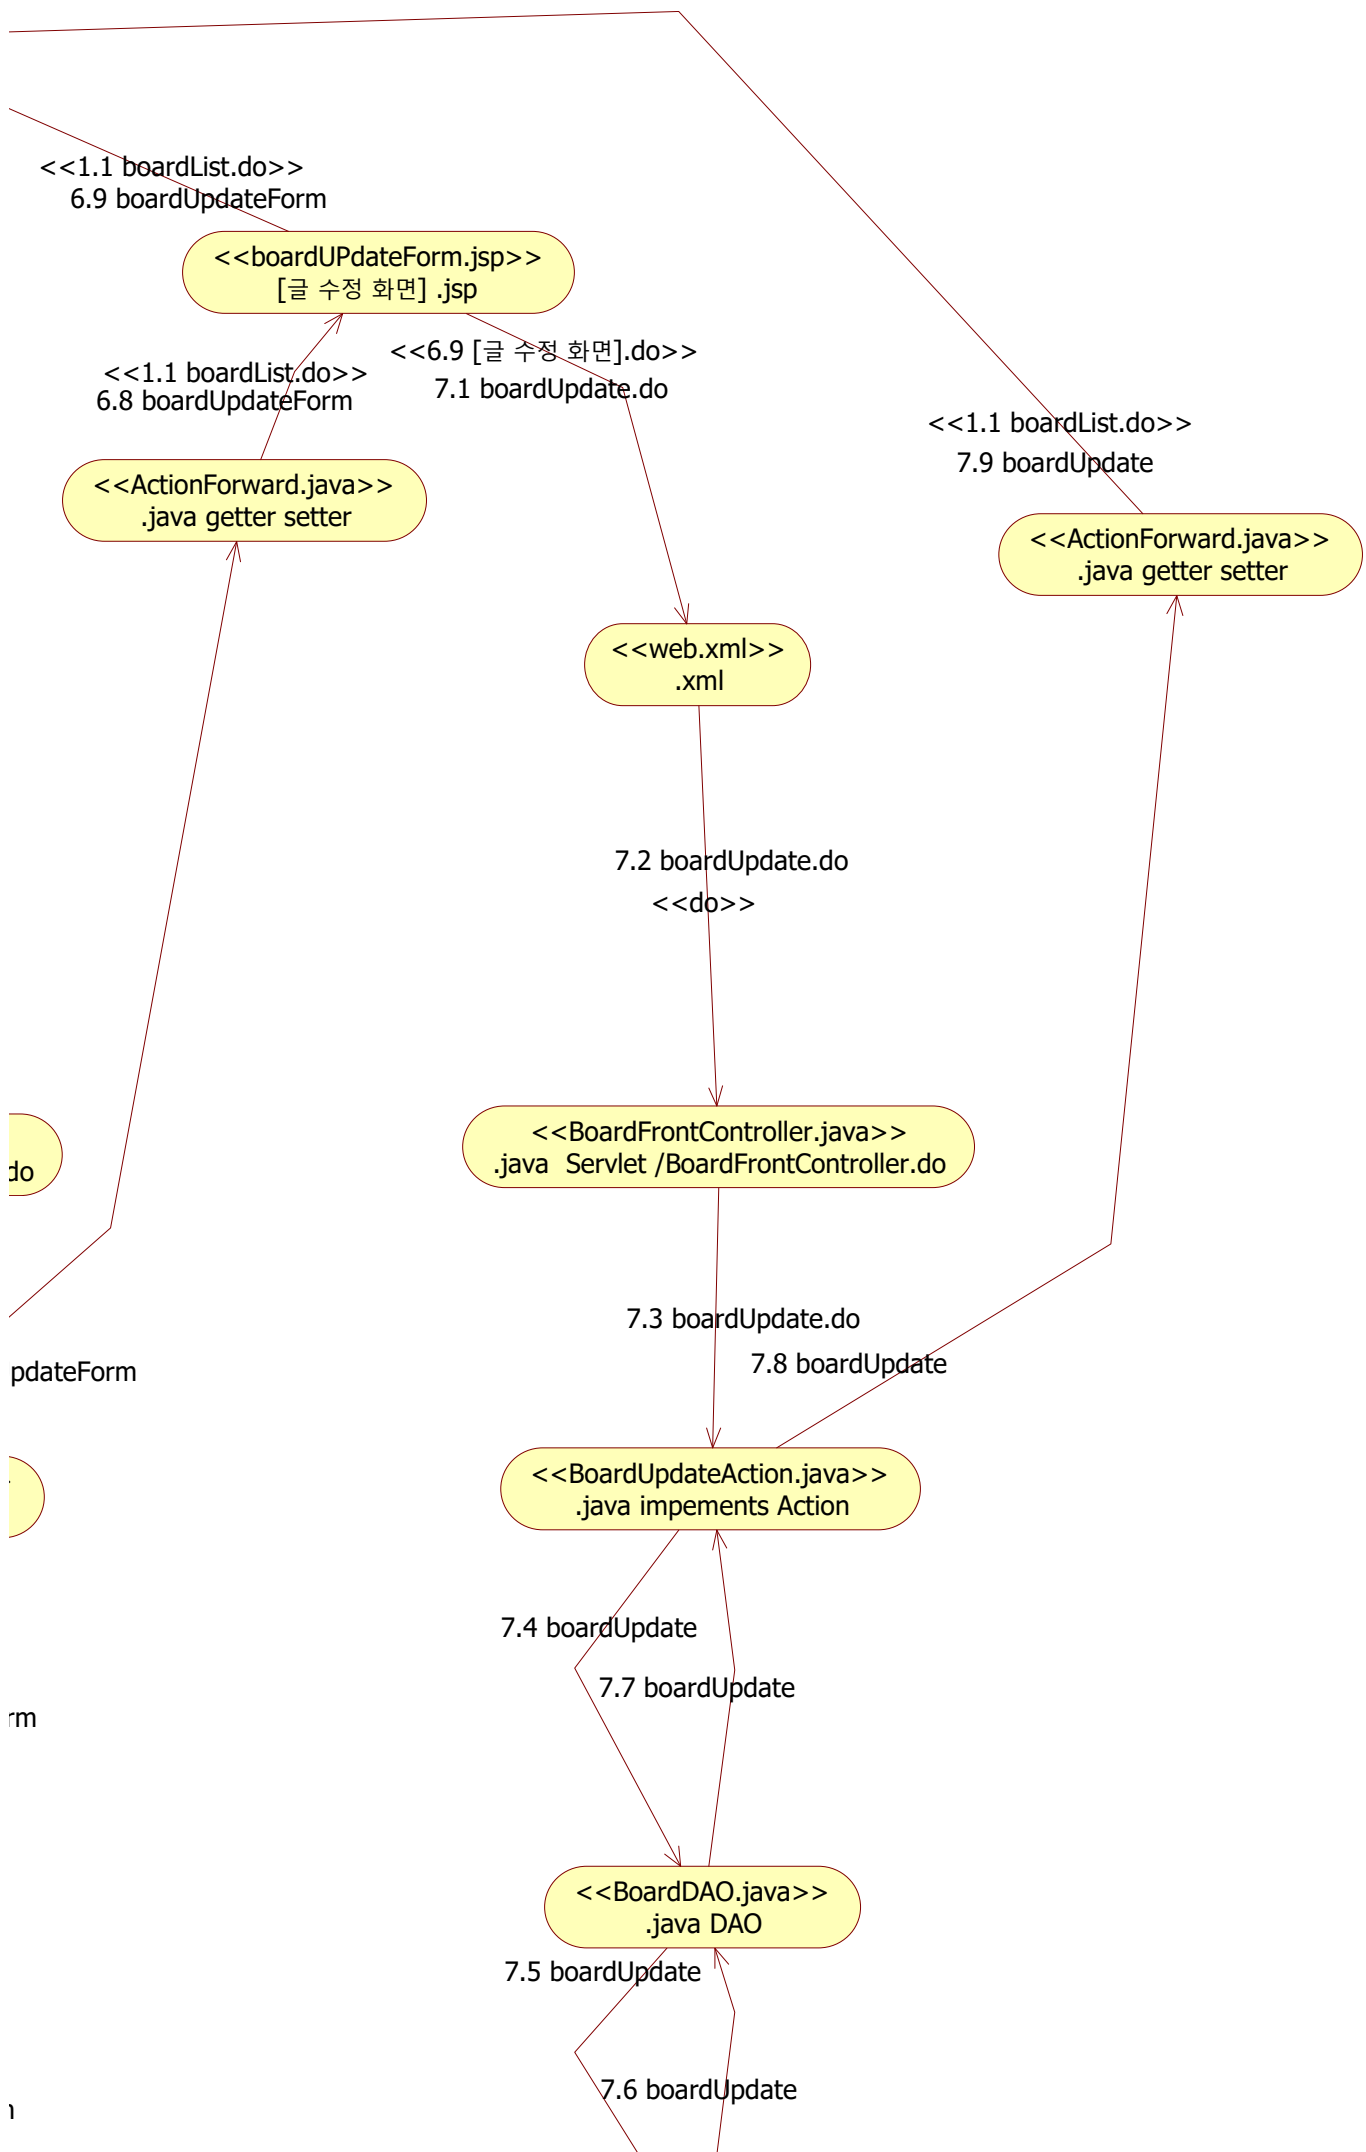 <<1.1 boardList.do>>
6.9 boardUpdateForm
<<boardUPdateForm.jsp>>
[글 수정 화면] .jsp
<<6.9 [글 수정 화면].do>>
7.1 boardUpdate.do
<<1.1 boardList.do>>
6.8 boardUpdateForm
<<1.1 boardList.do>>
7.9 boardUpdate
<<ActionForward.java>>
.java getter setter
<<ActionForward.java>>
.java getter setter
<<web.xml>>
.xml
7.2 boardUpdate.do
<<do>>
<<BoardFrontController.java>>
.java  Servlet /BoardFrontController.do
do
7.3 boardUpdate.do
7.8 boardUpdate
pdateForm
<<BoardUpdateAction.java>>
.java impements Action
7.4 boardUpdate
7.7 boardUpdate
rm
<<BoardDAO.java>>
.java DAO
7.5 boardUpdate
7.6 boardUpdate